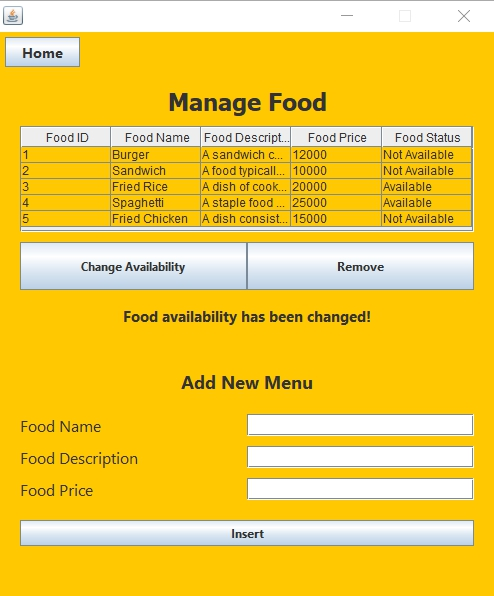 Home
Manage Food
Food ID Food Name Food Descript... Food Price Food Status
1 Burger A sandwich c... 12000 Not Available
2 Sandwich A food typicall... 10000 Not Available
3 Fried Rice A dish of cook... 20000 Available
4 Spaghetti A staple food ... 25000 Available
5 Fried Chicken A dish consist... 15000 Not Available
Change Availability Remove
Food availability has been changed!
Add New Menu
Food Name
Food Description
Food Price
Insert